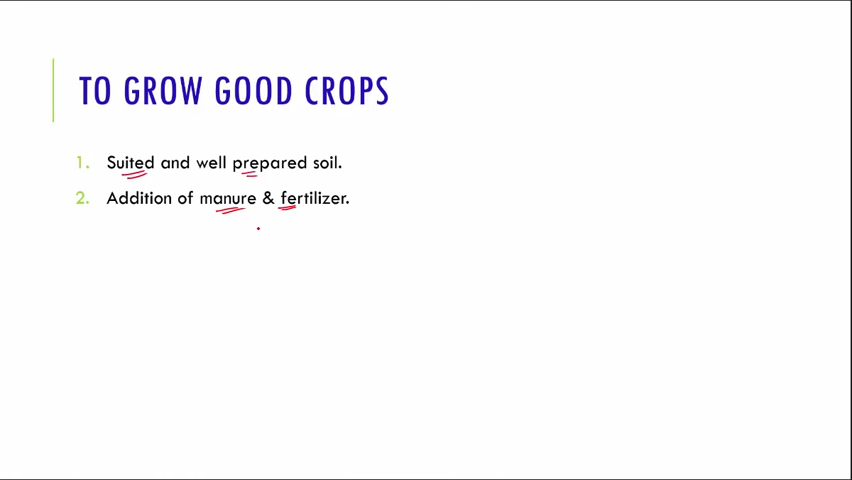 TO GROW GOOD CROPS
1. Suited and well prepared soil.
2. Addition of manure & fertilizer.